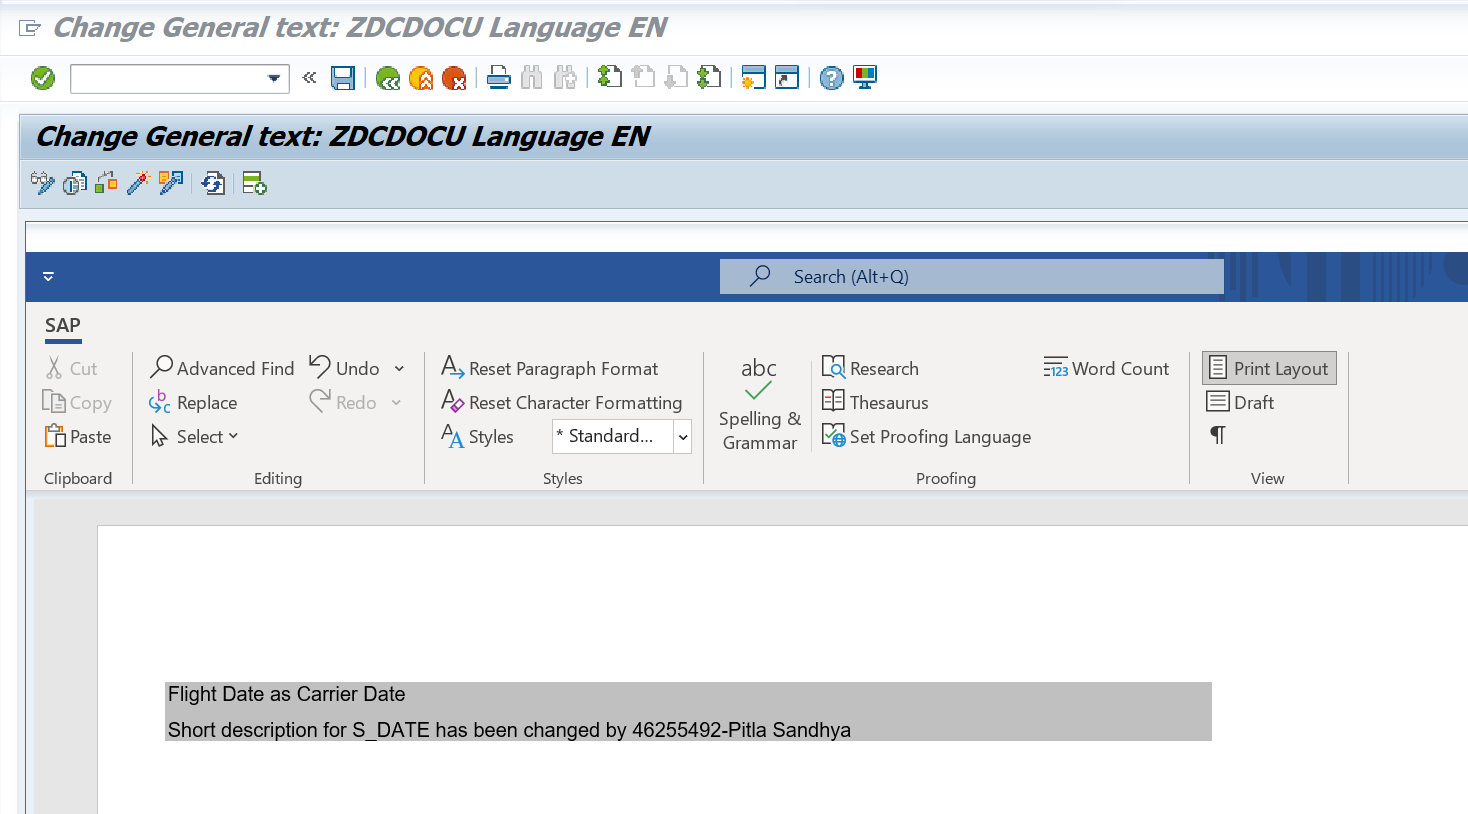 Change General text: ZDCDOCU Language EN
Change General text: ZDCDOCU Language EN
Search (Alt+Q)
SAP
Cut
Copy
Paste
Clipboard
Advanced Find
Replace
Select
Undo
Redo
Editing
Reset Paragraph Format
Reset Character Formatting
Styles
* Standard...
Styles
abc
Spelling &
Grammar
Research
Thesaurus
Set Proofing Language
Word Count
Proofing
Print Layout
Draft
¶
View
Flight Date as Carrier Date
Short description for S_DATE has been changed by 46255492-Pitla Sandhya